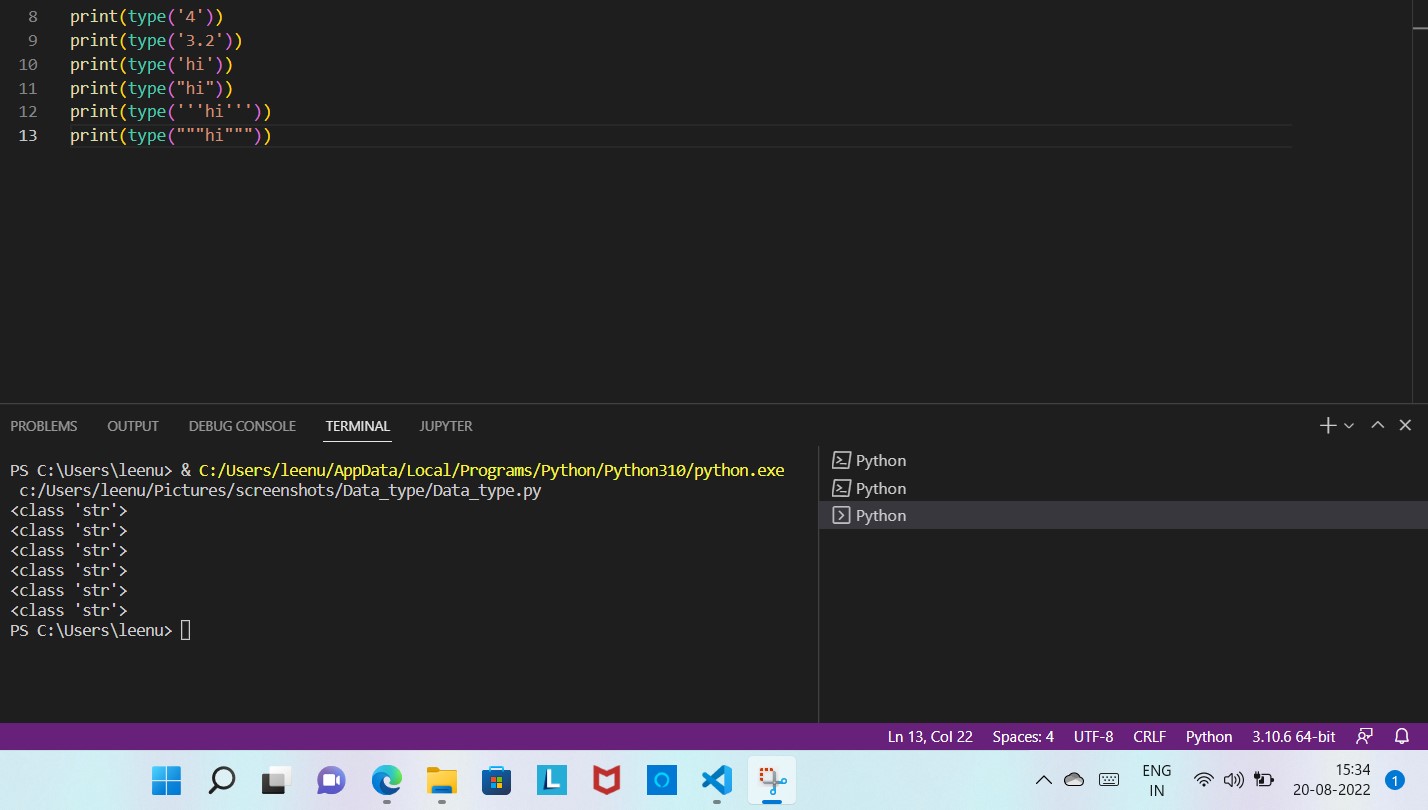 8 print(type('4'))
9 print(type('3.2'))
10 print(type('hi'))
11 print(type("hi"))
12 print(type('''hi'''))
13 print(type("""hi"""))
PROBLEMS OUTPUT DEBUG CONSOLE TERMINAL JUPYTER
PS C:\Users\leenu> & C:/Users/leenu/AppData/Local/Programs/Python/Python310/python.exe
c:/Users/leenu/Pictures/screenshots/Data_type/Data_type.py
<class 'str'>
<class 'str'>
<class 'str'>
<class 'str'>
<class 'str'>
<class 'str'>
PS C:\Users\leenu>
Python
Python
Python
Ln 13, Col 22 Spaces: 4 UTF-8 CRLF Python 3.10.6 64-bit
L
ENG
IN
15:34
20-08-2022
1